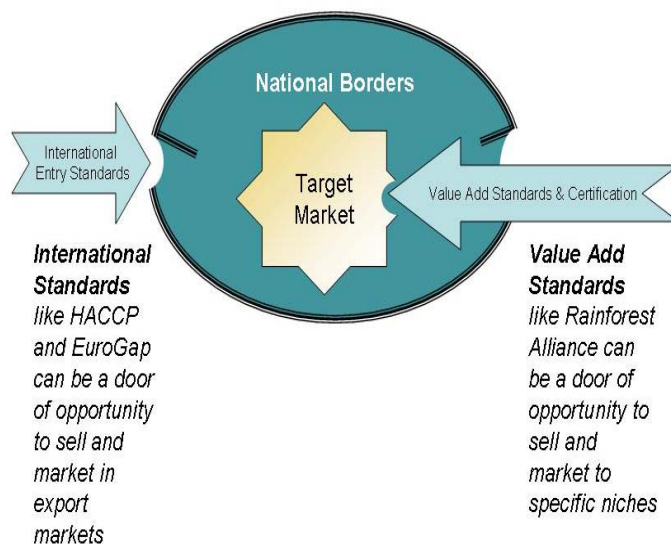 National Borders
International
Entry Standards
Target
Market
Value Add Standards & Certification
International
Standards
like HACCP
and EuroGap
can be a door
of opportunity
to sell and
market in
export
markets
Value Add
Standards
like Rainforest
Alliance can
be a door of
opportunity to
sell and
market to
specific niches